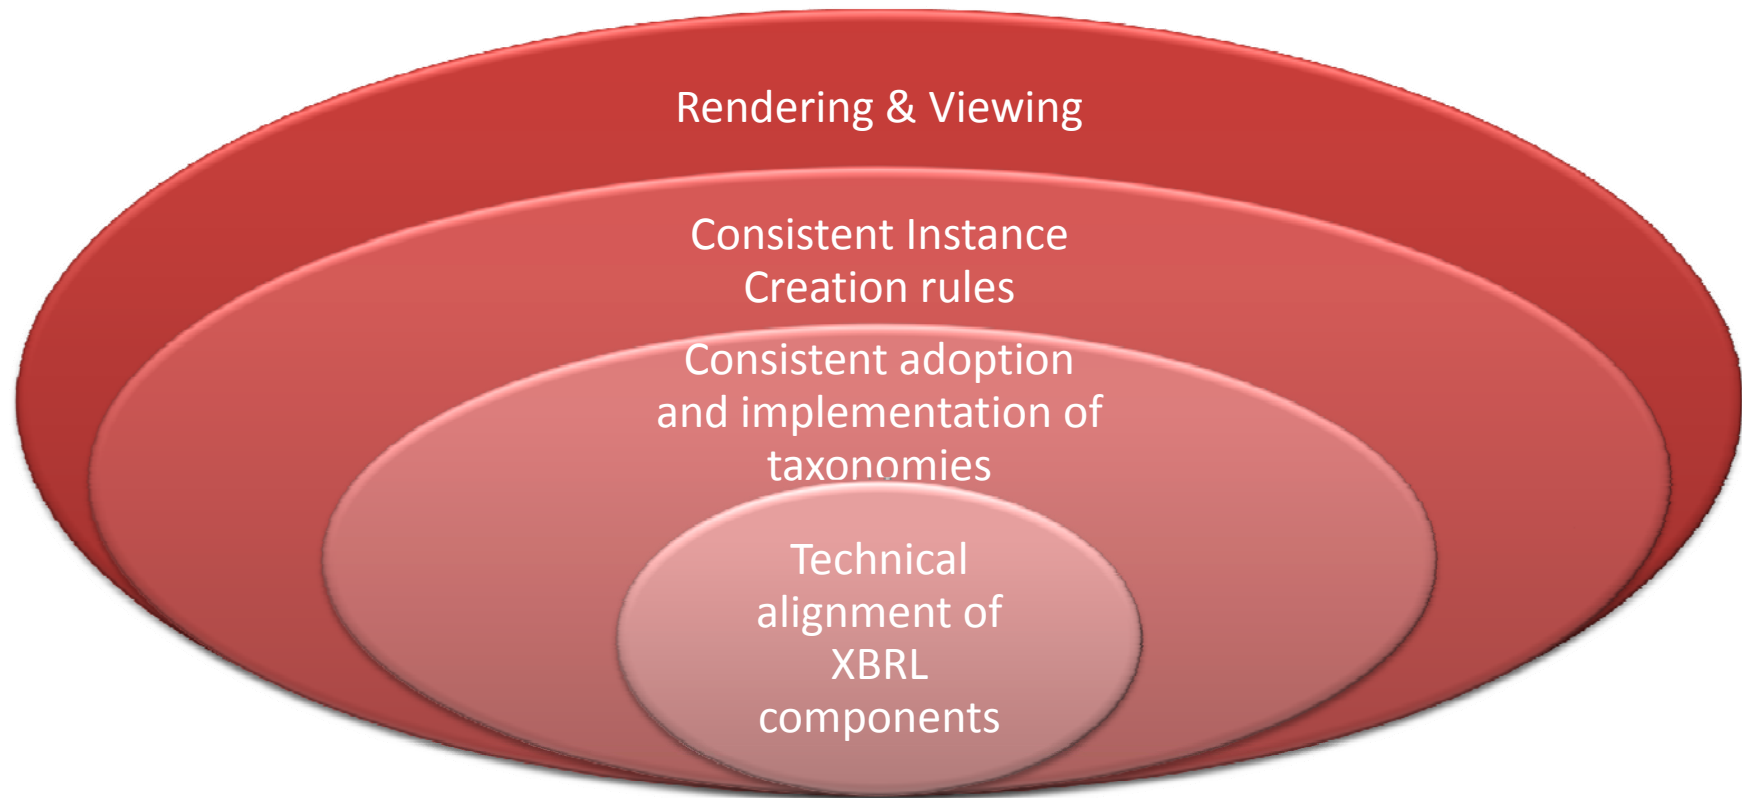 Rendering & Viewing
Consistent Instance
Creation rules
Consistent adoption
and implementation of
taxonomies
Technical
alignment of
XBRL
components